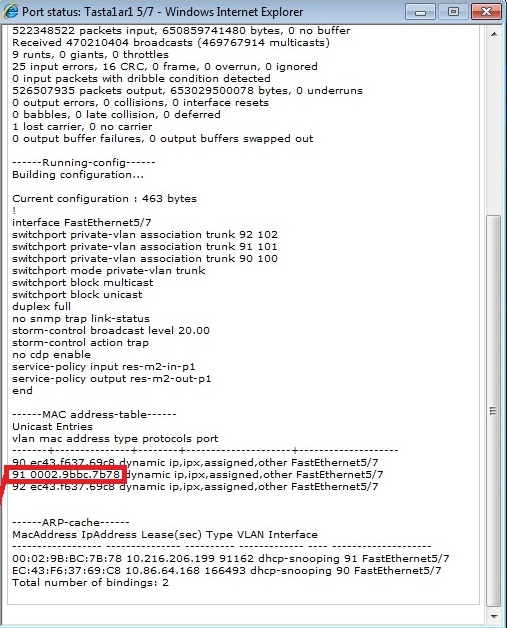 Port status: Tasta1ar1 5/7 - Windows Internet Explorer
522348522 packets input, 650859741480 bytes, 0 no buffer
Received 470210404 broadcasts (469767914 multicasts)
9 runts, 0 giants, 0 throttles
25 input errors, 16 CRC, 0 frame, 0 overrun, 0 ignored
0 input packets with dribble condition detected
526507935 packets output, 653029500078 bytes, 0 underruns
0 output errors, 0 collisions, 0 interface resets
0 babbles, 0 late collision, 0 deferred
1 lost carrier, 0 no carrier
0 output buffer failures, 0 output buffers swapped out
------Running-config------
Building configuration...
Current configuration : 463 bytes
!
interface FastEthernet5/7
switchport private-vlan association trunk 92 102
switchport private-vlan association trunk 91 101
switchport private-vlan association trunk 90 100
switchport mode private-vlan trunk
switchport block multicast
switchport block unicast
duplex full
no snmp trap link-status
storm-control broadcast level 20.00
storm-control action trap
no cdp enable
service-policy input res-m2-in-p1
service-policy output res-m2-out-p1
end
------MAC address-table------
Unicast Entries
vlan mac address type protocols port
-------+---------------+--------+---------------------+--------------------
90 ec43.f637.69c8 dynamic ip,ipx,assigned,other FastEthernet5/7
91 0002.9bbc.7b78 dynamic ip,ipx,assigned,other FastEthernet5/7
92 ec43.f637.69c8 dynamic ip,ipx,assigned,other FastEthernet5/7
------ARP-cache------
MacAddress IpAddress Lease(sec) Type VLAN Interface
------------------ --------------- ---------- ------------- ---- --------------------
00:02:9B:BC:7B:78 10.216.206.199 91162 dhcp-snooping 91 FastEthernet5/7
EC:43:F6:37:69:C8 10.86.64.168 166493 dhcp-snooping 90 FastEthernet5/7
Total number of bindings: 2